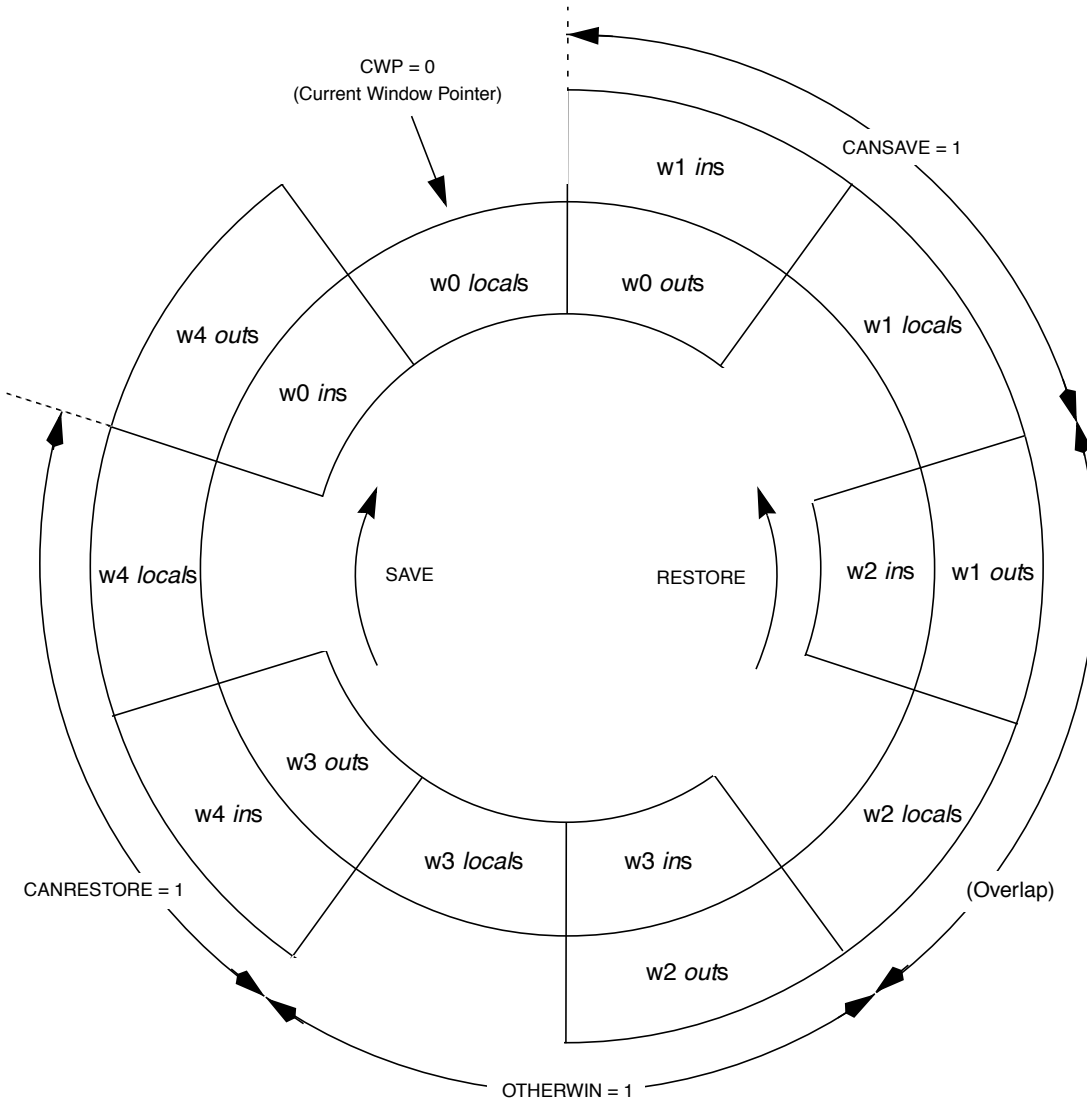 CWP = 0
(Current Window Pointer)
CANSAVE = 1
w1 ins
w0 locals
w0 outs
w1 locals
w4 outs
w0 ins
w4 locals
SAVE
RESTORE
w2 ins
w1 outs
w3 outs
w4 ins
w3 locals
w3 ins
w2 locals
CANRESTORE = 1
(Overlap)
w2 outs
OTHERWIN = 1